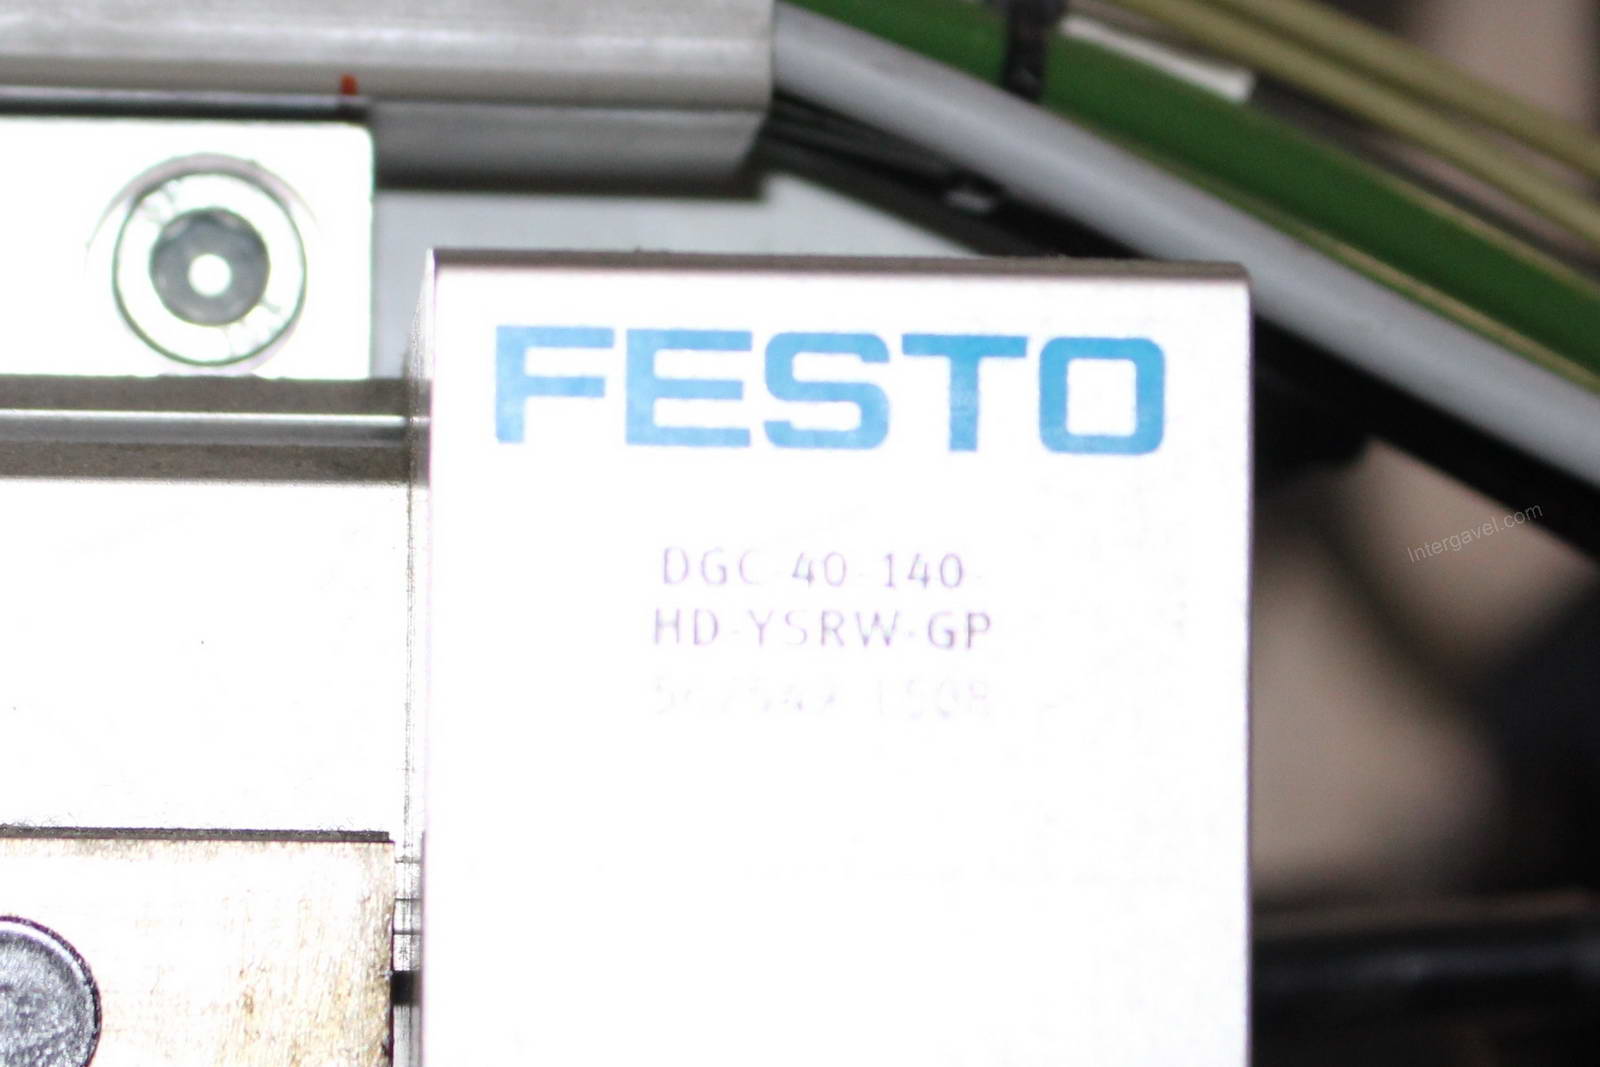 FESTO
DGC-40-140-
HD-YSRW-GP
Intergavel.com